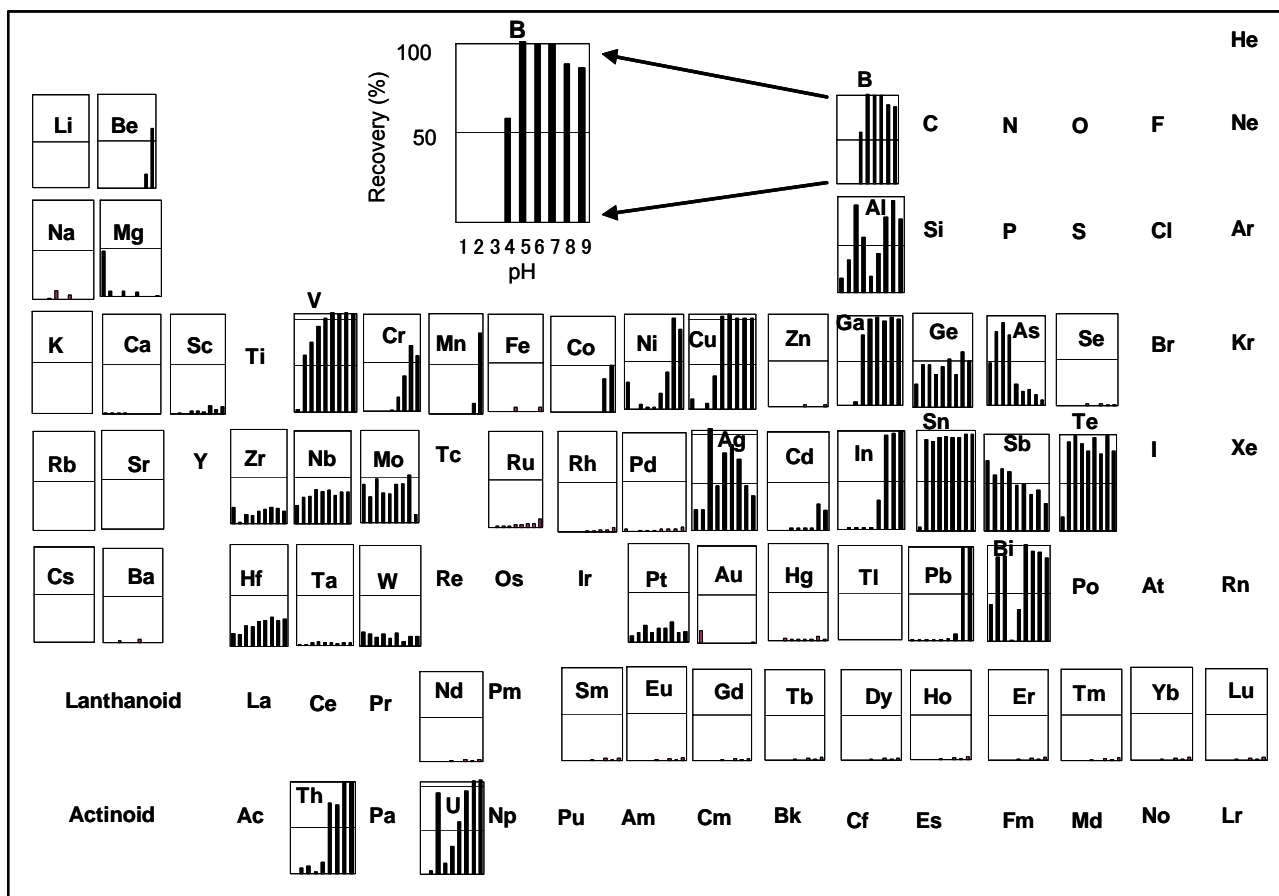 B
He
100
50
Recovery (%)
1 2 3 4 5 6 7 8 9
pH
B
C N O F Ne
Li Be
Al
Si P S Cl Ar
Na Mg
V
K Ca Sc Ti Cr Mn Fe Co Ni Cu Zn Ga Ge As Se Br Kr
Sn Te
Rb Sr Y Zr Nb Mo Tc Ru Rh Pd Ag Cd In Sb I Xe
Cs Ba Hf Ta W Re Os Ir Pt Au Hg Tl Pb Bi Po At Rn
Lanthanoid La Ce Pr Nd Pm Sm Eu Gd Tb Dy Ho Er Tm Yb Lu
Actinoid Ac Th Pa U Np Pu Am Cm Bk Cf Es Fm Md No Lr